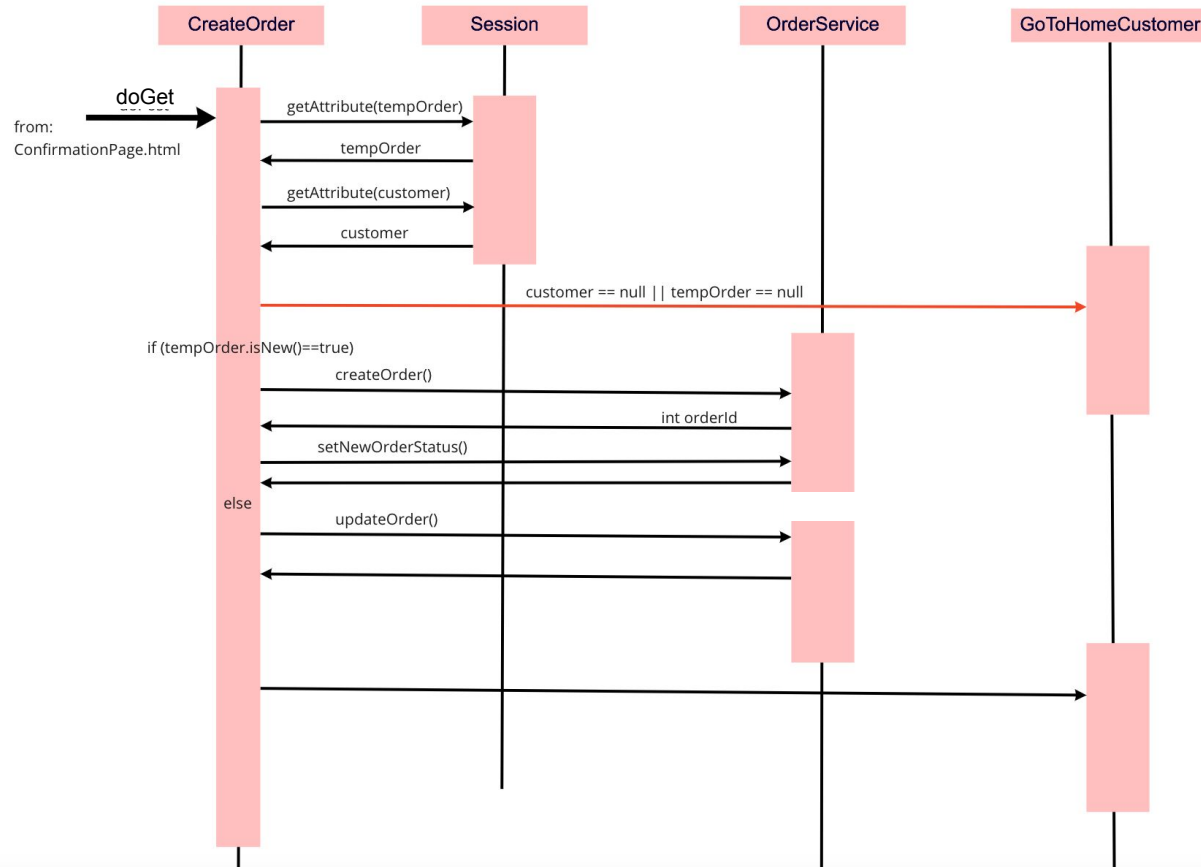 CreateOrder
Session
OrderService
GoToHomeCustomer
doGet
from:
ConfirmationPage.html
getAttribute(tempOrder)
tempOrder
getAttribute(customer)
customer
customer == null || tempOrder == null
if (tempOrder.isNew()==true)
createOrder()
int orderId
setNewOrderStatus()
else
updateOrder()